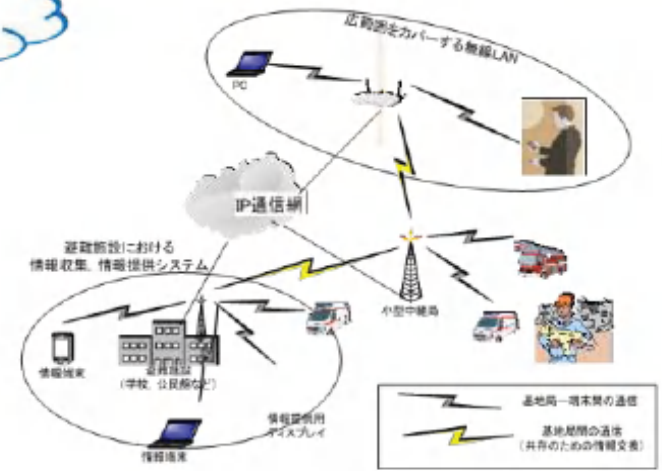 広範囲をカバーする無線LAN
PC
IP通信網
避難施設における
情報収集、情報提供システム
小型中継局
情報端末
避難施設
(学校、公民館など)
情報提供用
ディスプレイ
情報端末
基地局―端末間の通信
基地局間の通信
(共存のための情報交換)